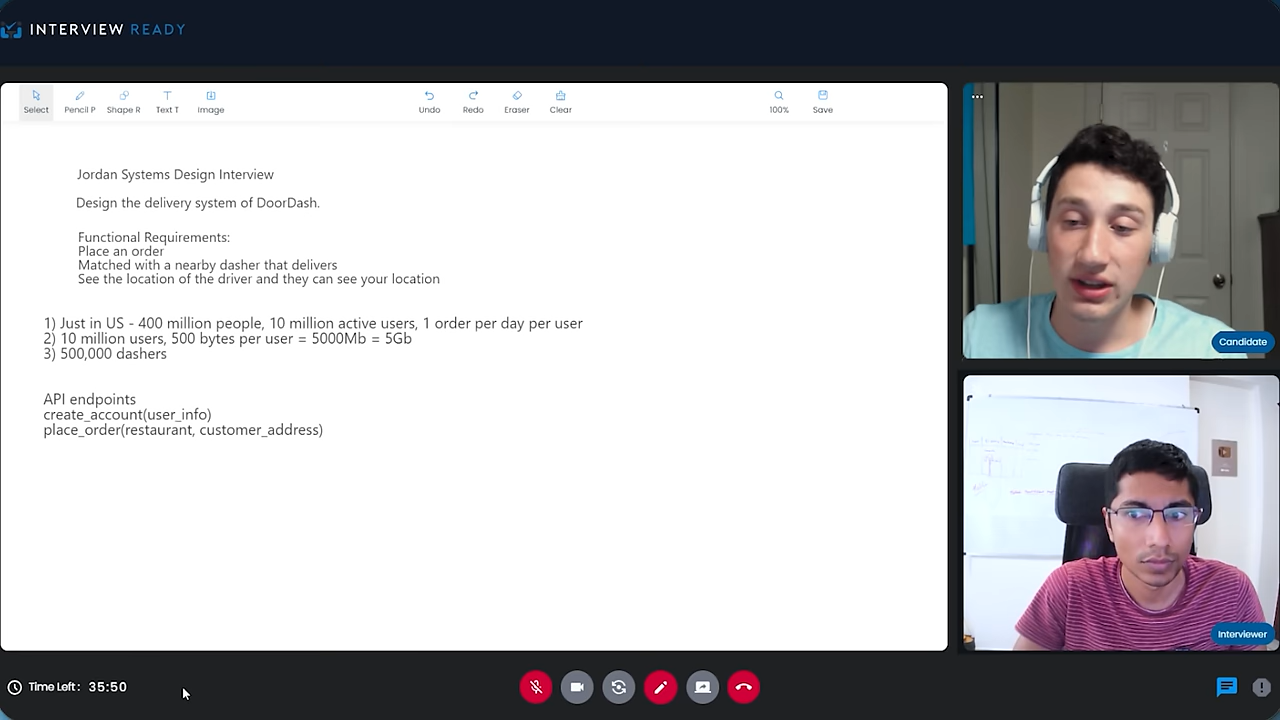 INTERVIEW READY
Select
Pencil P
Shape R
Text T
Image
Undo
Redo
Eraser
Clear
100%
Save
Jordan Systems Design Interview
Design the delivery system of DoorDash.
Functional Requirements:
Place an order
Matched with a nearby dasher that delivers
See the location of the driver and they can see your location
1) Just in US - 400 million people, 10 million active users, 1 order per day per user
2) 10 million users, 500 bytes per user = 5000Mb = 5Gb
3) 500,000 dashers
API endpoints
create_account(user_info)
place_order(restaurant, customer_address)
Candidate
Interviewer
Time Left : 35:50